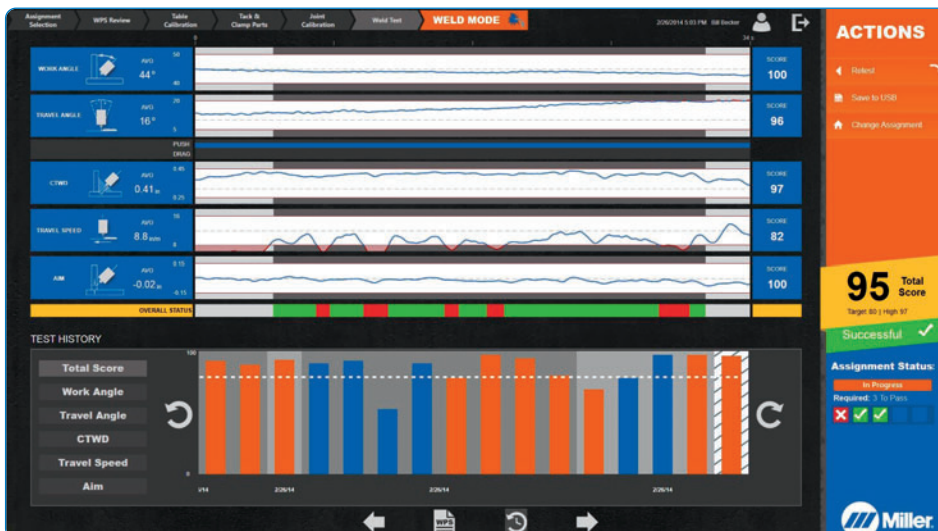 Assignment Selection
WPS Review
Table Calibration
Tack & Clamp Parts
Joint Calibration
Weld Test
WELD MODE
2/26/2014 5:03 PM Bill Becker
0
34 s
WORK ANGLE
AVG
44°
50
40
SCORE
100
TRAVEL ANGLE
AVG
16°
20
5
SCORE
96
PUSH
DRAG
CTWD
AVG
0.41 in
0.45
0.25
SCORE
97
TRAVEL SPEED
AVG
8.8 in/m
SCORE
82
AIM
AVG
-0.02 in
0.15
-0.15
SCORE
100
OVERALL STATUS
TEST HISTORY
Total Score
Work Angle
Travel Angle
CTWD
Travel Speed
Aim
100
0
2/26/14
2/26/14
2/26/14
WPS
ACTIONS
Retest
Save to USB
Change Assignment
95 Total Score
Target 80 | High 97
Successful
Assignment Status:
In Progress
Required: 3 To Pass
Miller